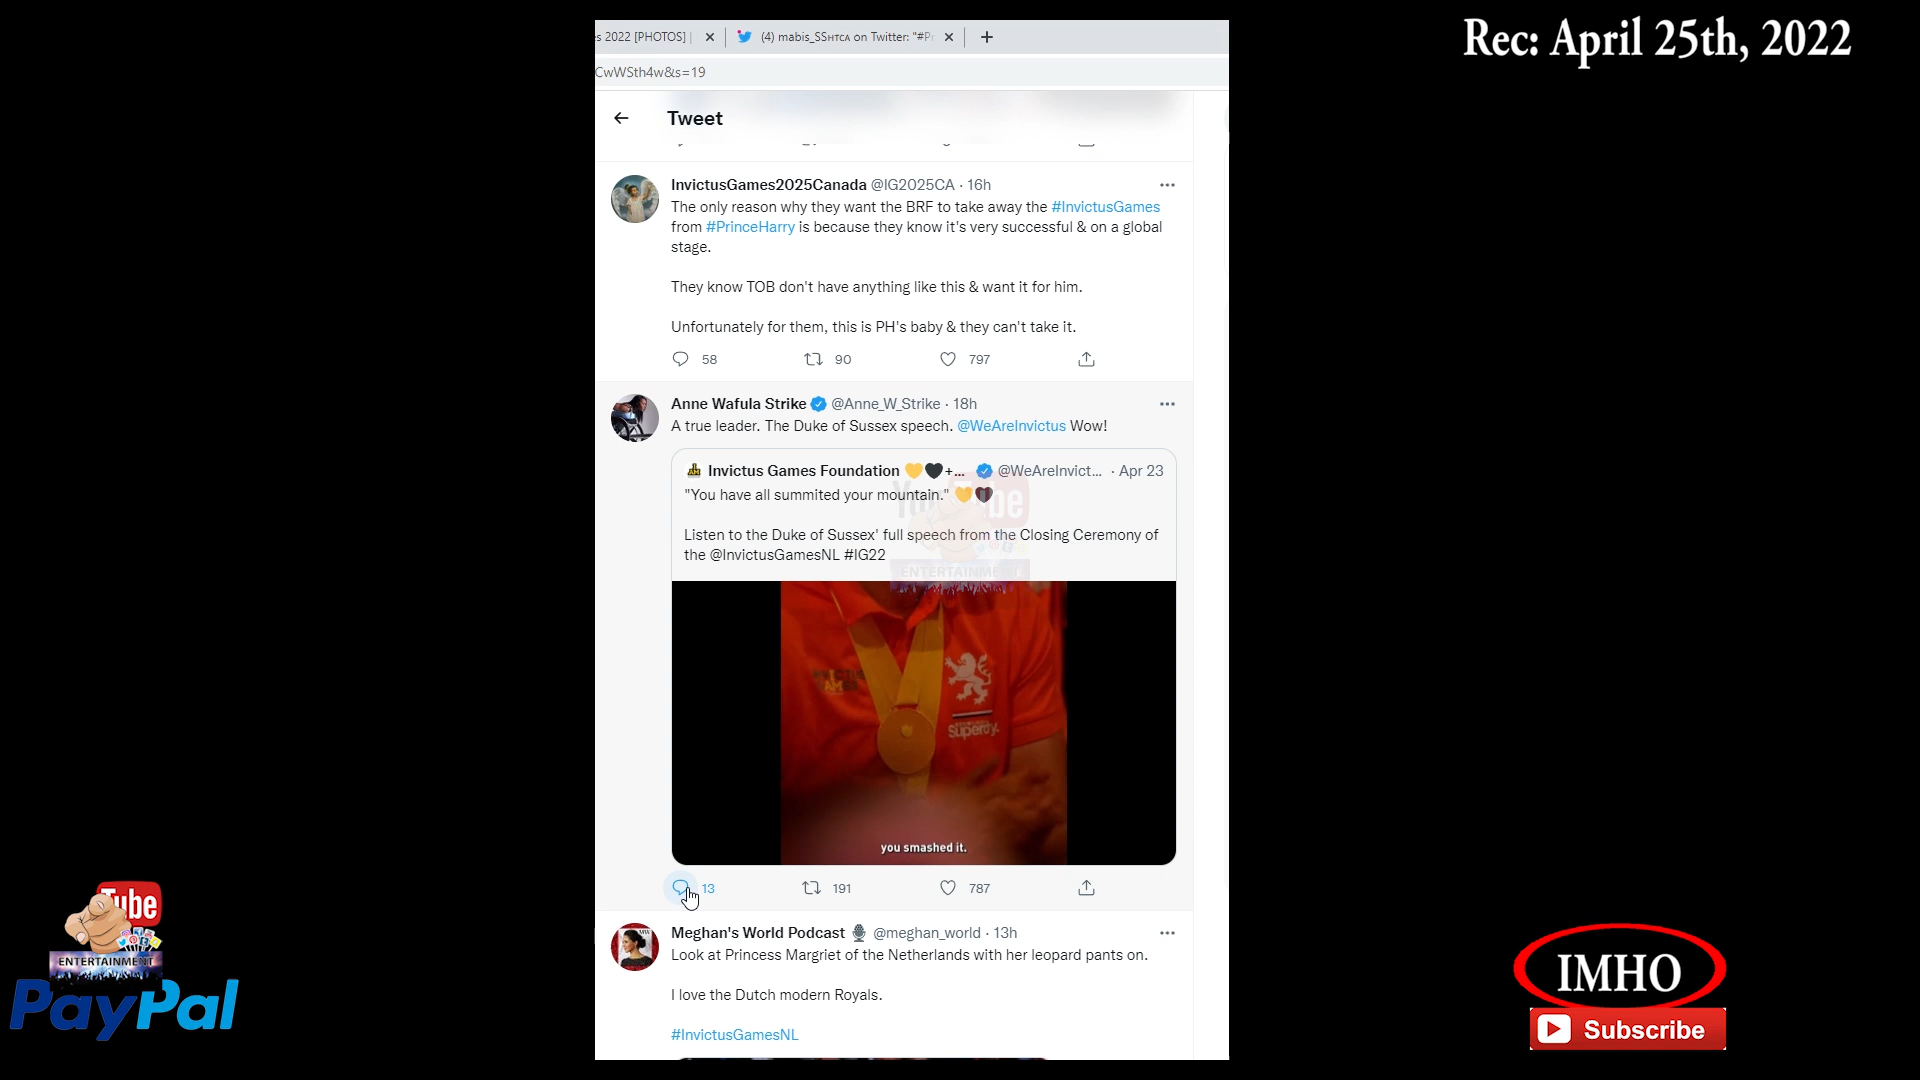 Rec: April 25th, 2022
s 2022 [PHOTOS] |
(4) mabis_SSHTCA on Twitter: "#Pr
CwWSth4w&s=19
Tweet
InvictusGames2025Canada @IG2025CA · 16h
The only reason why they want the BRF to take away the #InvictusGames
from #PrinceHarry is because they know it's very successful & on a global
stage.
They know TOB don't have anything like this & want it for him.
Unfortunately for them, this is PH's baby & they can't take it.
58 90 797
Anne Wafula Strike @Anne_W_Strike · 18h
A true leader. The Duke of Sussex speech. @WeAreInvictus Wow!
Invictus Games Foundation 💛🖤+... @WeAreInvict... · Apr 23
"You have all summited your mountain." 💛🖤
Listen to the Duke of Sussex' full speech from the Closing Ceremony of
the @InvictusGamesNL #IG22
YouTube
ENTERTAINMENT
Superdry.
you smashed it.
13 191 787
Meghan's World Podcast 🎙 @meghan_world · 13h
Look at Princess Margriet of the Netherlands with her leopard pants on.
I love the Dutch modern Royals.
#InvictusGamesNL
Tube
ENTERTAINMENT
PayPal
IMHO
Subscribe